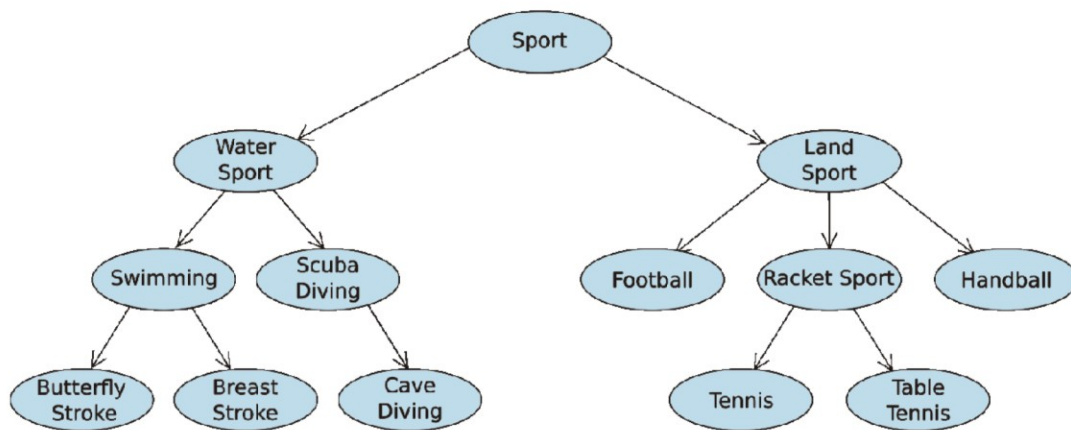 Sport
Water
Sport
Land
Sport
Swimming
Scuba
Diving
Football
Racket Sport
Handball
Butterfly
Stroke
Breast
Stroke
Cave
Diving
Tennis
Table
Tennis